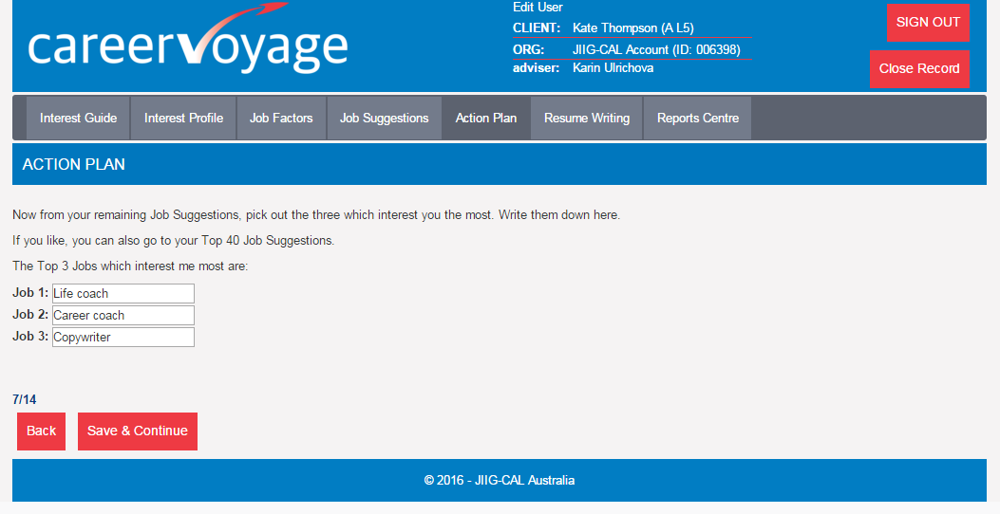 careervoyage
Edit User
CLIENT: Kate Thompson (A L5)
ORG: JIIG-CAL Account (ID: 006398)
adviser: Karin Ulrichova
SIGN OUT
Close Record
Interest Guide Interest Profile Job Factors Job Suggestions Action Plan Resume Writing Reports Centre
ACTION PLAN
Now from your remaining Job Suggestions, pick out the three which interest you the most. Write them down here.
If you like, you can also go to your Top 40 Job Suggestions.
The Top 3 Jobs which interest me most are:
Job 1: Life coach
Job 2: Career coach
Job 3: Copywriter
7/14
Back Save & Continue
© 2016 - JIIG-CAL Australia